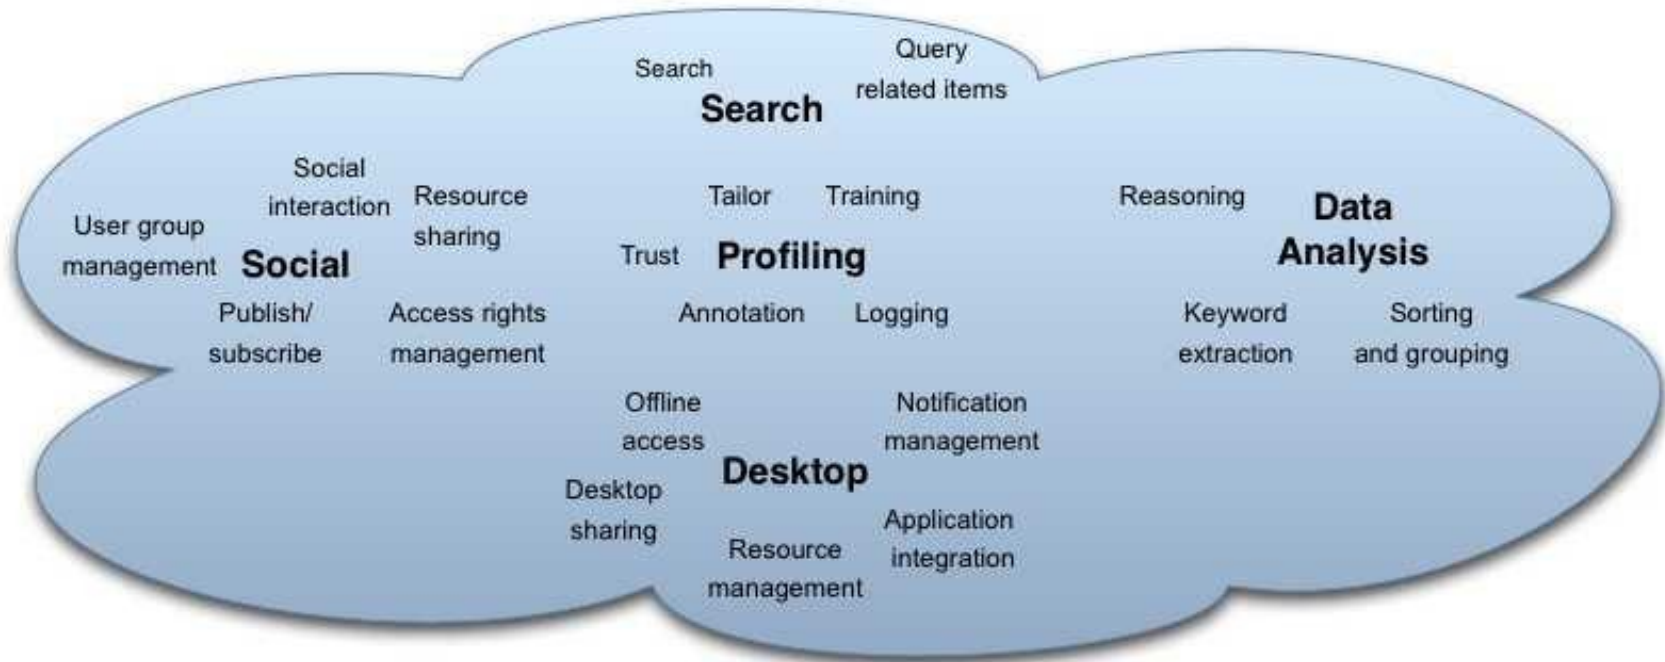 Search
Query
related items
Search
Social
interaction
Resource
sharing
User group
management
Social
Publish/
subscribe
Access rights
management
Tailor
Training
Trust
Profiling
Annotation
Logging
Reasoning
Data
Analysis
Keyword
extraction
Sorting
and grouping
Offline
access
Notification
management
Desktop
Desktop
sharing
Application
integration
Resource
management